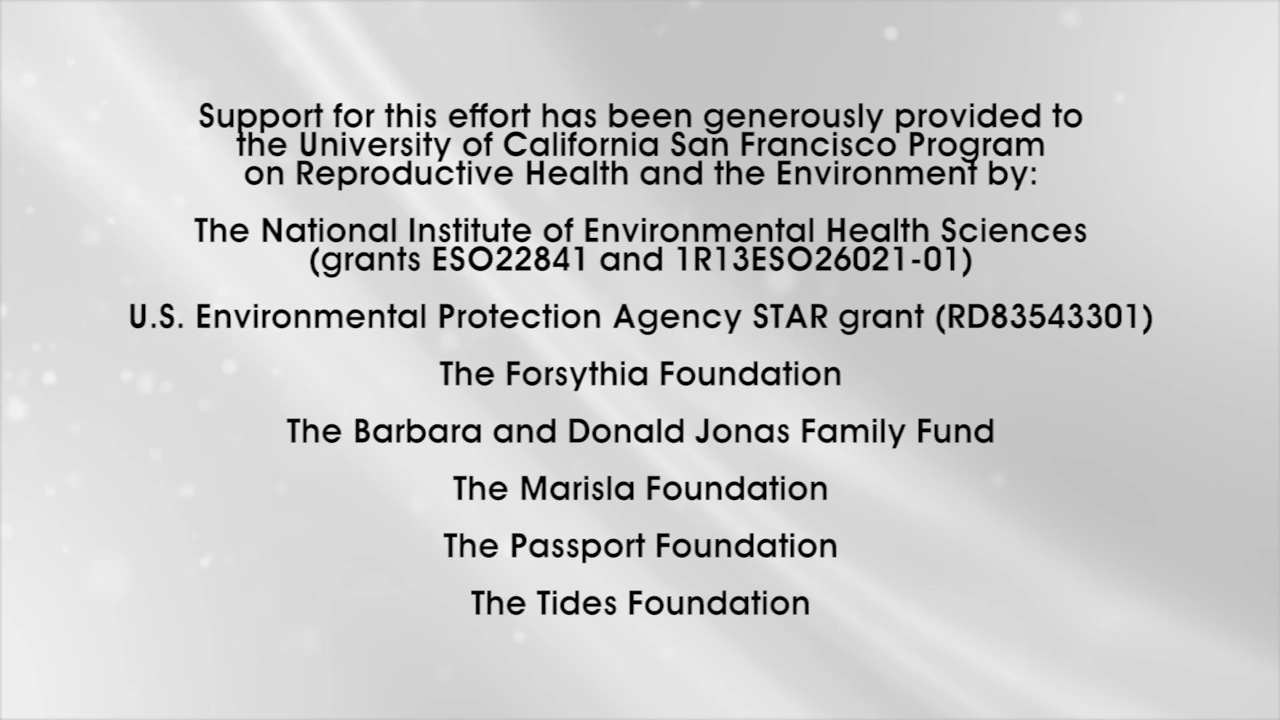 Support for this effort has been generously provided to
the University of California San Francisco Program
on Reproductive Health and the Environment by:
The National Institute of Environmental Health Sciences
(grants ESO22841 and 1R13ESO26021-01)
U.S. Environmental Protection Agency STAR grant (RD83543301)
The Forsythia Foundation
The Barbara and Donald Jonas Family Fund
The Marisla Foundation
The Passport Foundation
The Tides Foundation